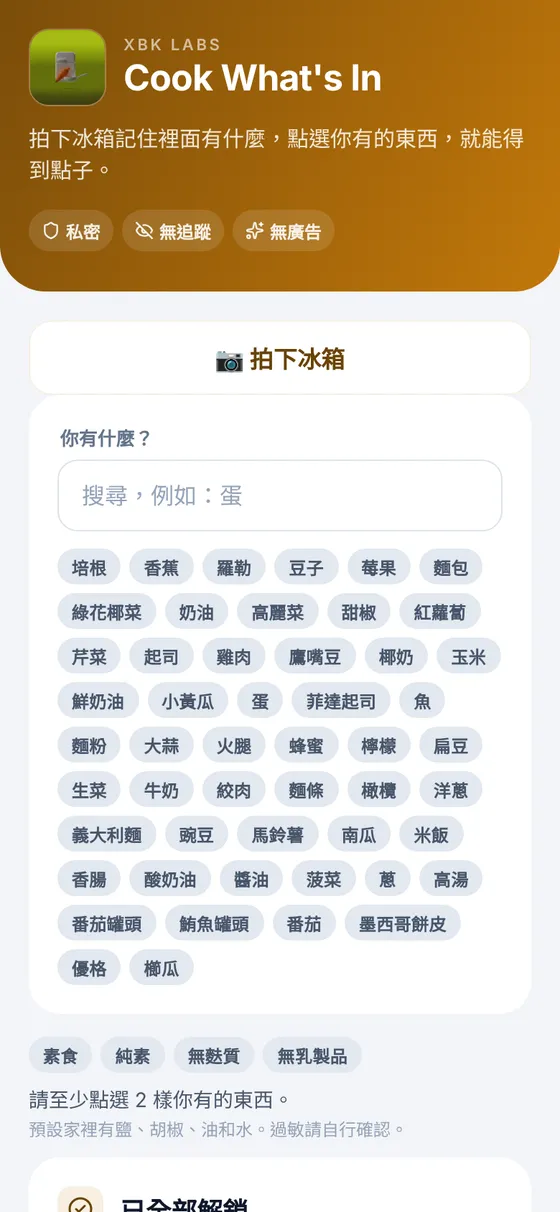 XBK LABS
Cook What's In
拍下冰箱記住裡面有什麼，點選你有的東西，就能得
到點子。
私密 無追蹤 無廣告
拍下冰箱
你有什麼？
搜尋，例如：蛋
培根 香蕉 羅勒 豆子 莓果 麵包
綠花椰菜 奶油 高麗菜 甜椒 紅蘿蔔
芹菜 起司 雞肉 鷹嘴豆 椰奶 玉米
鮮奶油 小黃瓜 蛋 菲達起司 魚
麵粉 大蒜 火腿 蜂蜜 檸檬 扁豆
生菜 牛奶 絞肉 麵條 橄欖 洋蔥
義大利麵 豌豆 馬鈴薯 南瓜 米飯
香腸 酸奶油 醬油 菠菜 蔥 高湯
番茄罐頭 鮪魚罐頭 番茄 墨西哥餅皮
優格 櫛瓜
素食 純素 無麩質 無乳製品
請至少點選 2 樣你有的東西。
預設家裡有鹽、胡椒、油和水。過敏請自行確認。
已全部解鎖